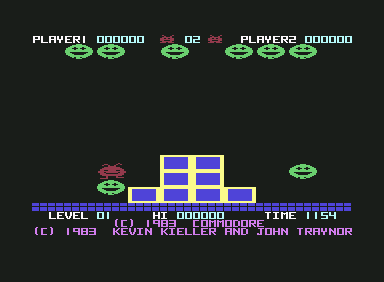 PLAYER1 000000 02 PLAYER2 000000
LEVEL 01 HI 000000 TIME 1154
(C) 1983 COMMODORE
(C) 1983 KEVIN KIELLER AND JOHN TRAYNOR